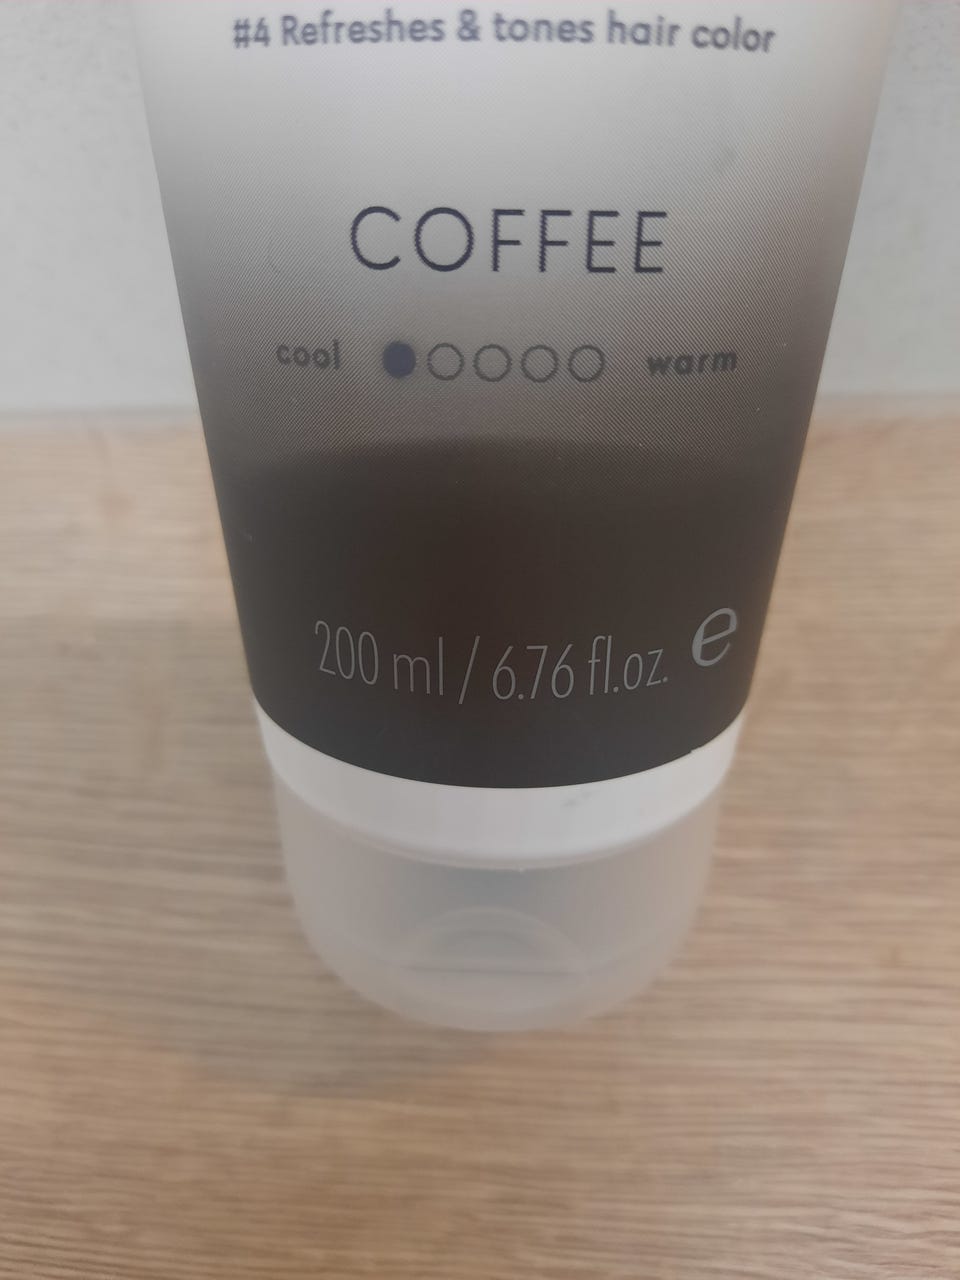 #4 Refreshes & tones hair color
COFFEE
cool warm
200 ml / 6.76 fl.oz. e